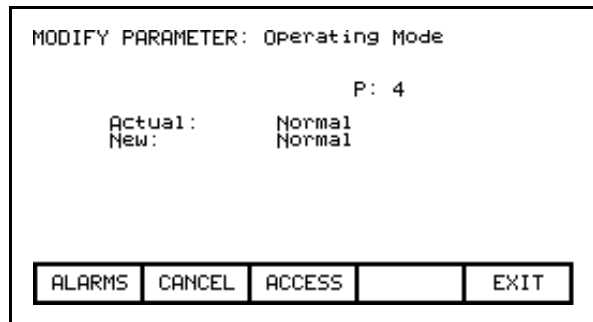 MODIFY PARAMETER: Operating Mode
P: 4
Actual: Normal
New: Normal
ALARMS CANCEL ACCESS EXIT